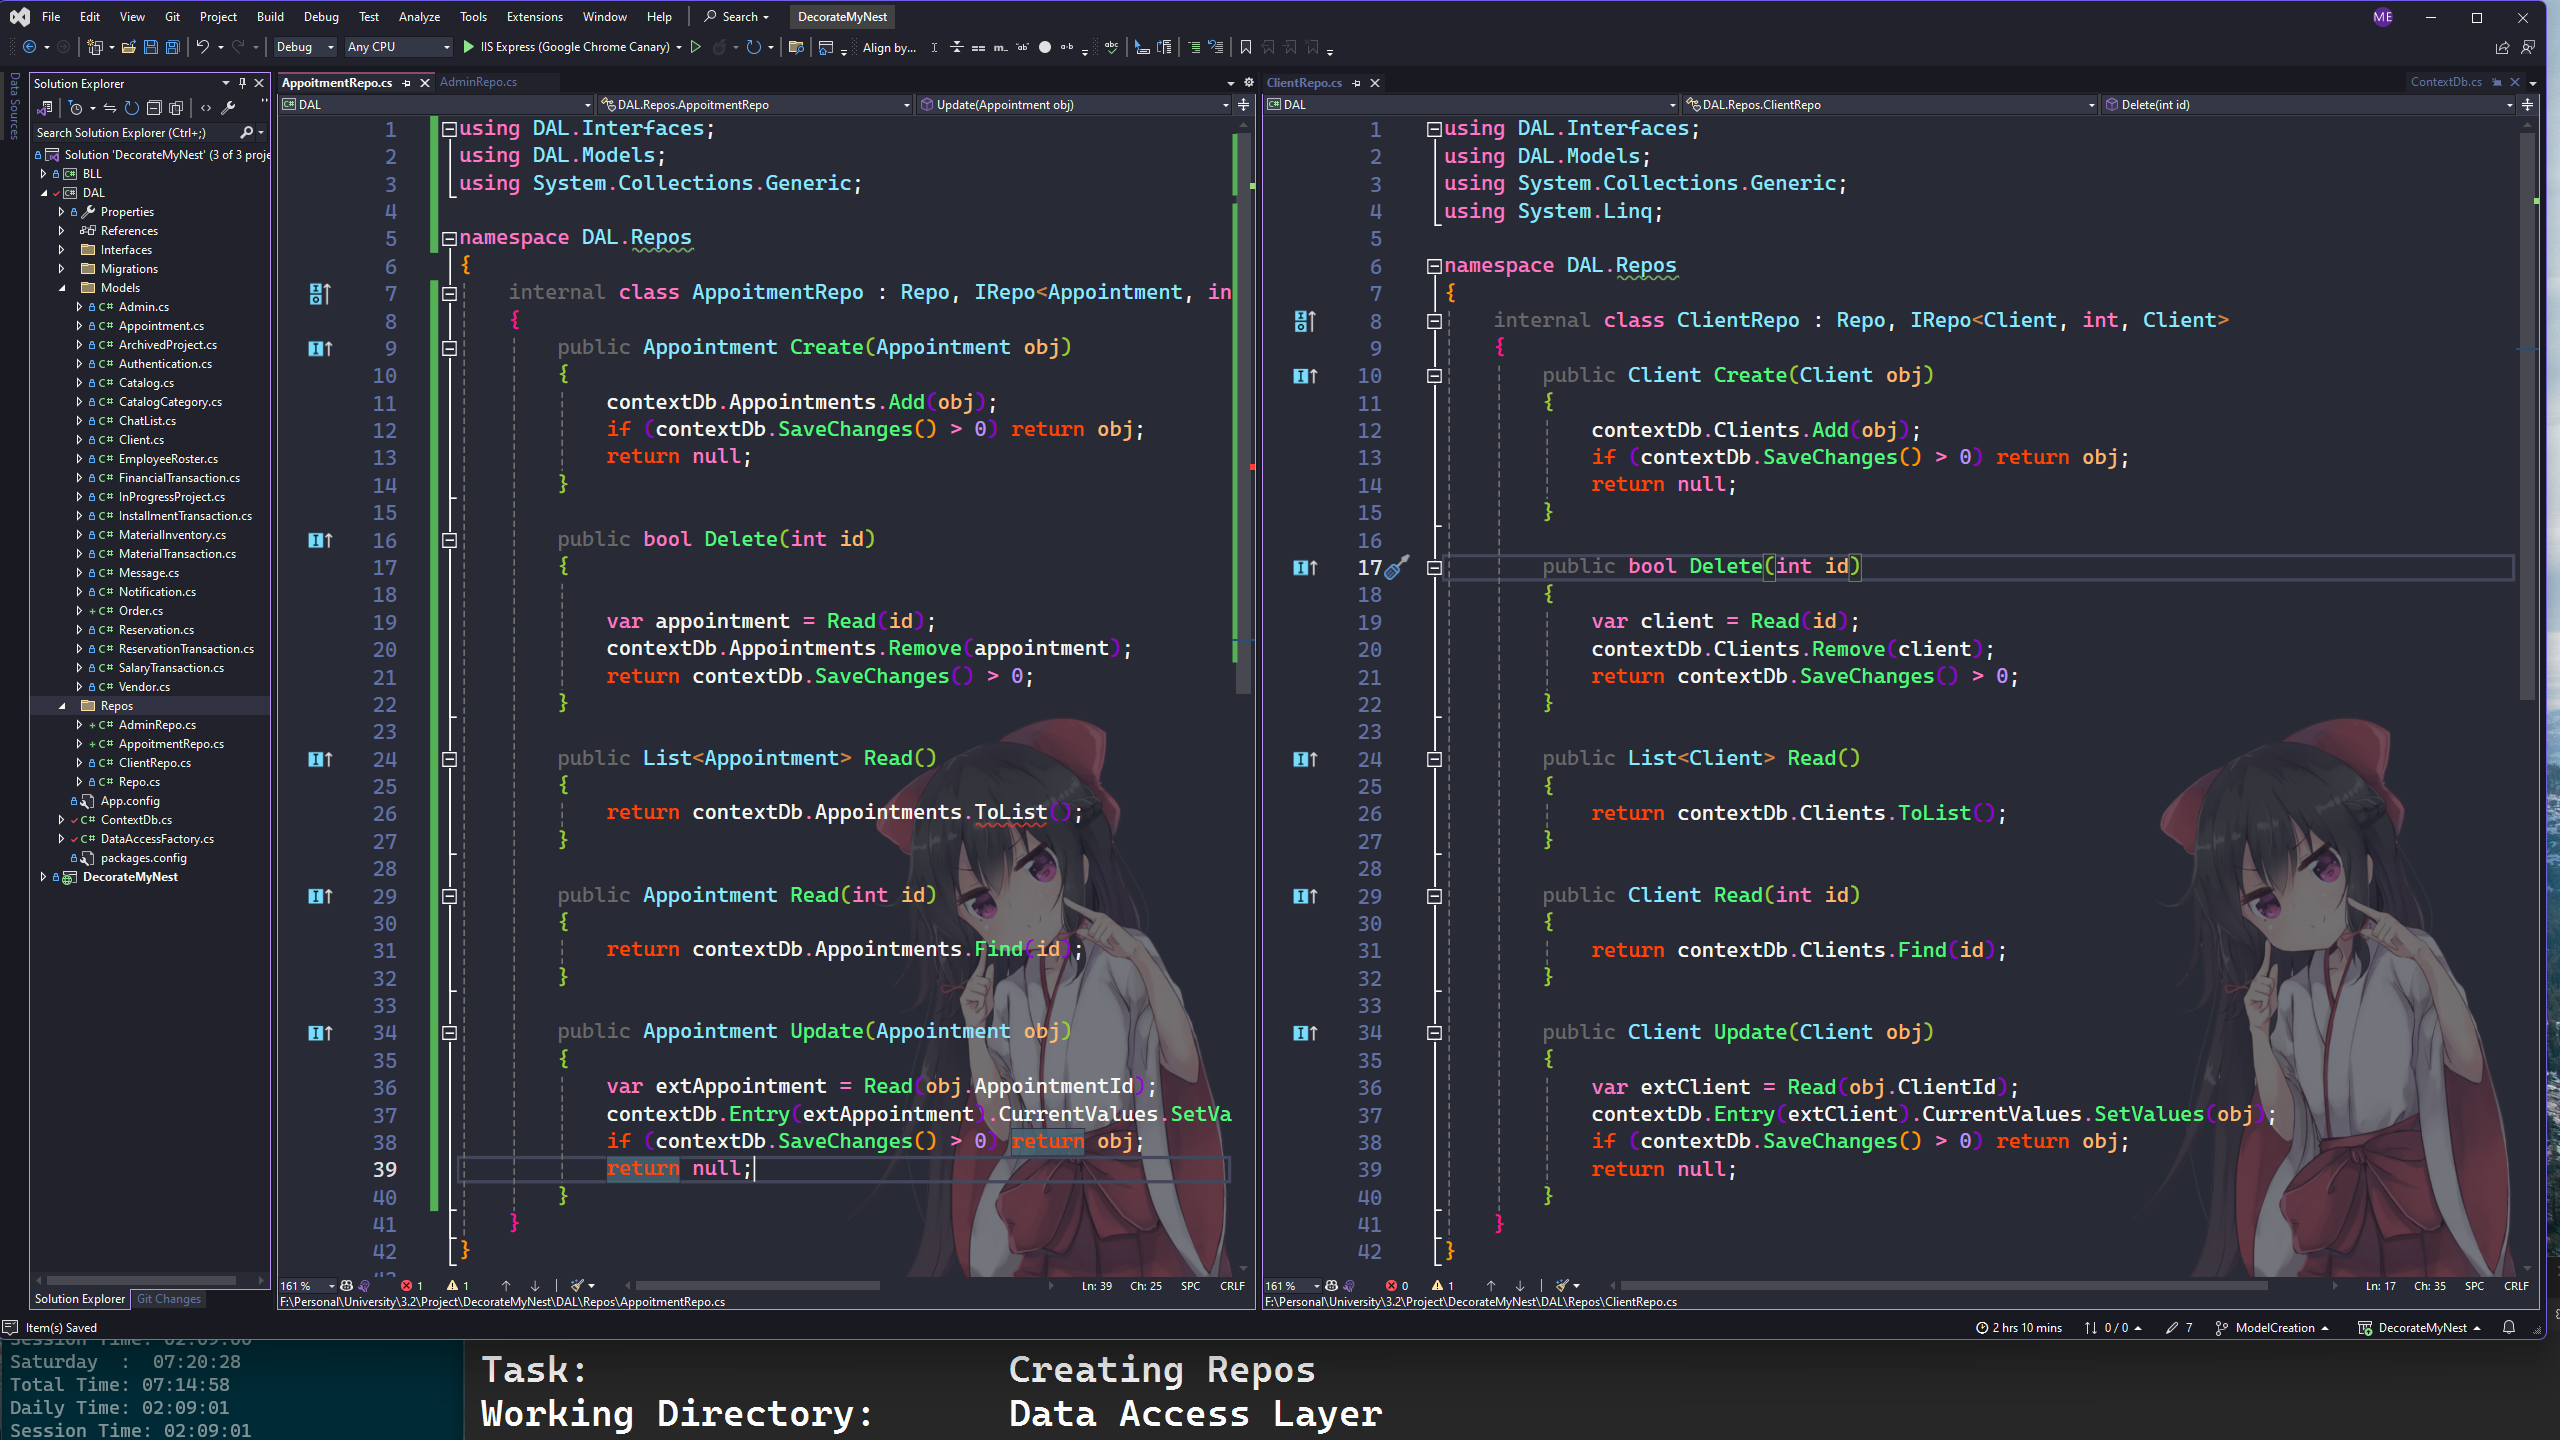 File Edit View Git Project Build Debug Test Analyze Tools Extensions Window Help Search DecorateMyNest ME
Debug Any CPU IIS Express (Google Chrome Canary) Align by...
Data Sources
Solution Explorer
Search Solution Explorer (Ctrl+;)
Solution 'DecorateMyNest' (3 of 3 proje
BLL
DAL
Properties
References
Interfaces
Migrations
Models
Admin.cs
Appointment.cs
ArchivedProject.cs
Authentication.cs
Catalog.cs
CatalogCategory.cs
ChatList.cs
Client.cs
EmployeeRoster.cs
FinancialTransaction.cs
InProgressProject.cs
InstallmentTransaction.cs
MaterialInventory.cs
MaterialTransaction.cs
Message.cs
Notification.cs
Order.cs
Reservation.cs
ReservationTransaction.cs
SalaryTransaction.cs
Vendor.cs
Repos
AdminRepo.cs
AppoitmentRepo.cs
ClientRepo.cs
Repo.cs
App.config
ContextDb.cs
DataAccessFactory.cs
packages.config
DecorateMyNest
Solution Explorer Git Changes
AppoitmentRepo.cs AdminRepo.cs
DAL DAL.Repos.AppoitmentRepo Update(Appointment obj)
1 using DAL.Interfaces;
2 using DAL.Models;
3 using System.Collections.Generic;
4
5 namespace DAL.Repos
6 {
7 internal class AppoitmentRepo : Repo, IRepo<Appointment, in
8 {
9 public Appointment Create(Appointment obj)
10 {
11 contextDb.Appointments.Add(obj);
12 if (contextDb.SaveChanges() > 0) return obj;
13 return null;
14 }
15
16 public bool Delete(int id)
17 {
18
19 var appointment = Read(id);
20 contextDb.Appointments.Remove(appointment);
21 return contextDb.SaveChanges() > 0;
22 }
23
24 public List<Appointment> Read()
25 {
26 return contextDb.Appointments.ToList();
27 }
28
29 public Appointment Read(int id)
30 {
31 return contextDb.Appointments.Find(id);
32 }
33
34 public Appointment Update(Appointment obj)
35 {
36 var extAppointment = Read(obj.AppointmentId);
37 contextDb.Entry(extAppointment).CurrentValues.SetVa
38 if (contextDb.SaveChanges() > 0) return obj;
39 return null;
40 }
41 }
42 }
161 % 1 1 Ln: 39 Ch: 25 SPC CRLF
F:\Personal\University\3.2\Project\DecorateMyNest\DAL\Repos\AppoitmentRepo.cs
ClientRepo.cs ContextDb.cs
DAL DAL.Repos.ClientRepo Delete(int id)
1 using DAL.Interfaces;
2 using DAL.Models;
3 using System.Collections.Generic;
4 using System.Linq;
5
6 namespace DAL.Repos
7 {
8 internal class ClientRepo : Repo, IRepo<Client, int, Client>
9 {
10 public Client Create(Client obj)
11 {
12 contextDb.Clients.Add(obj);
13 if (contextDb.SaveChanges() > 0) return obj;
14 return null;
15 }
16
17 public bool Delete(int id)
18 {
19 var client = Read(id);
20 contextDb.Clients.Remove(client);
21 return contextDb.SaveChanges() > 0;
22 }
23
24 public List<Client> Read()
25 {
26 return contextDb.Clients.ToList();
27 }
28
29 public Client Read(int id)
30 {
31 return contextDb.Clients.Find(id);
32 }
33
34 public Client Update(Client obj)
35 {
36 var extClient = Read(obj.ClientId);
37 contextDb.Entry(extClient).CurrentValues.SetValues(obj);
38 if (contextDb.SaveChanges() > 0) return obj;
39 return null;
40 }
41 }
42 }
161 % 0 1 Ln: 17 Ch: 35 SPC CRLF
F:\Personal\University\3.2\Project\DecorateMyNest\DAL\Repos\ClientRepo.cs
Item(s) Saved 2 hrs 10 mins 0 / 0 7 ModelCreation DecorateMyNest
Saturday : 07:20:28
Total Time: 07:14:58
Daily Time: 02:09:01
Session Time: 02:09:01
Task: Creating Repos
Working Directory: Data Access Layer